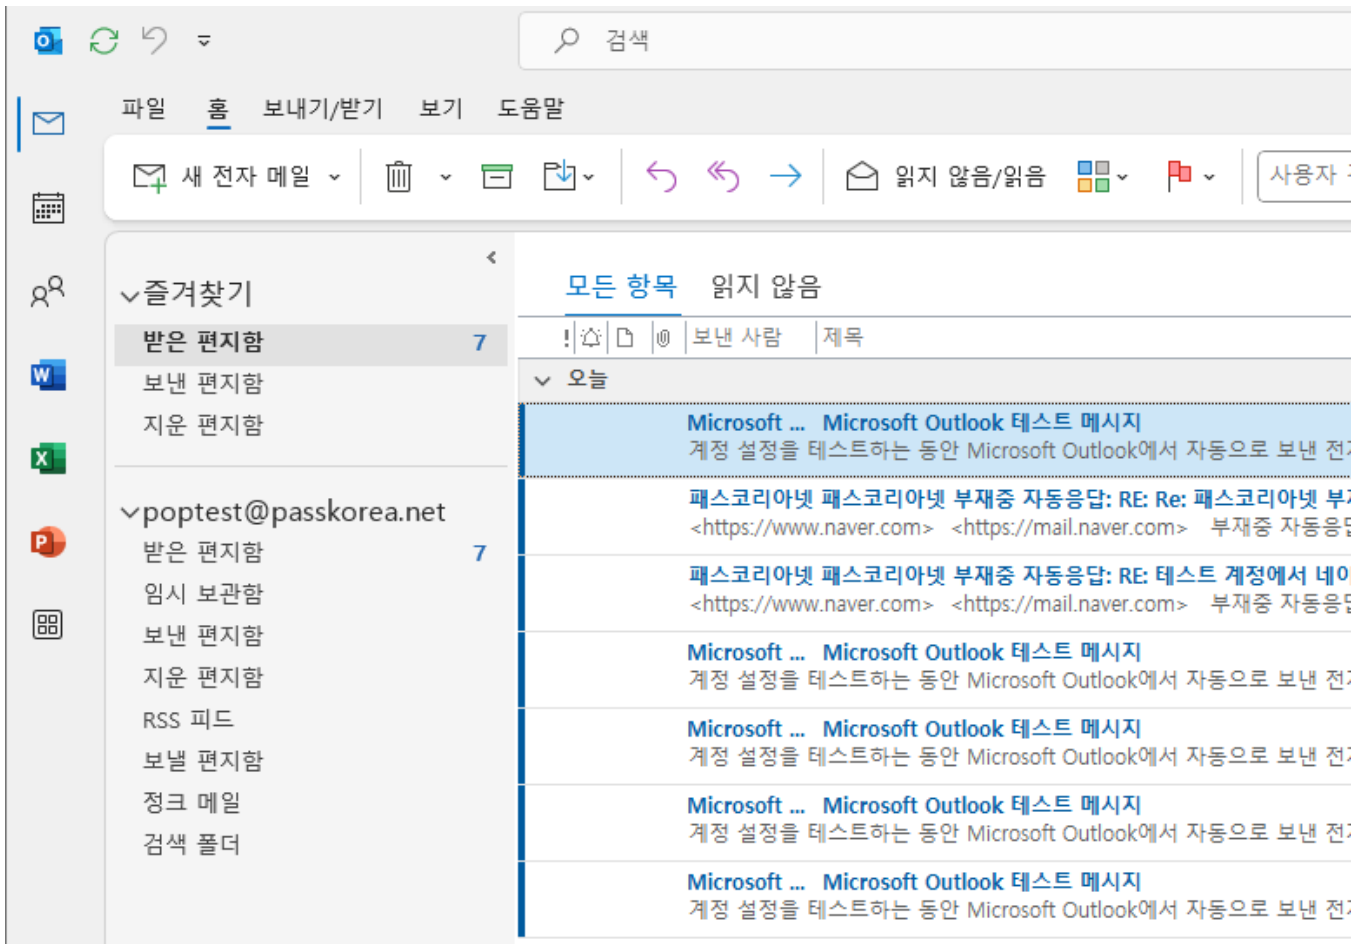 검색
파일 홈 보내기/받기 보기 도움말
새 전자 메일 읽지 않음/읽음 사용자
즐겨찾기
받은 편지함 7
보낸 편지함
지운 편지함
poptest@passkorea.net
받은 편지함 7
임시 보관함
보낸 편지함
지운 편지함
RSS 피드
보낼 편지함
정크 메일
검색 폴더
모든 항목 읽지 않음
! 보낸 사람 제목
오늘
Microsoft ... Microsoft Outlook 테스트 메시지
계정 설정을 테스트하는 동안 Microsoft Outlook에서 자동으로 보낸
패스코리아넷 패스코리아넷 부재중 자동응답: RE: Re: 패스코리아넷
<https://www.naver.com> <https://mail.naver.com> 부재중
패스코리아넷 패스코리아넷 부재중 자동응답: RE: 테스트 계정에서
<https://www.naver.com> <https://mail.naver.com> 부재중
Microsoft ... Microsoft Outlook 테스트 메시지
계정 설정을 테스트하는 동안 Microsoft Outlook에서 자동으로 보낸
Microsoft ... Microsoft Outlook 테스트 메시지
계정 설정을 테스트하는 동안 Microsoft Outlook에서 자동으로 보낸
Microsoft ... Microsoft Outlook 테스트 메시지
계정 설정을 테스트하는 동안 Microsoft Outlook에서 자동으로 보낸
Microsoft ... Microsoft Outlook 테스트 메시지
계정 설정을 테스트하는 동안 Microsoft Outlook에서 자동으로 보낸